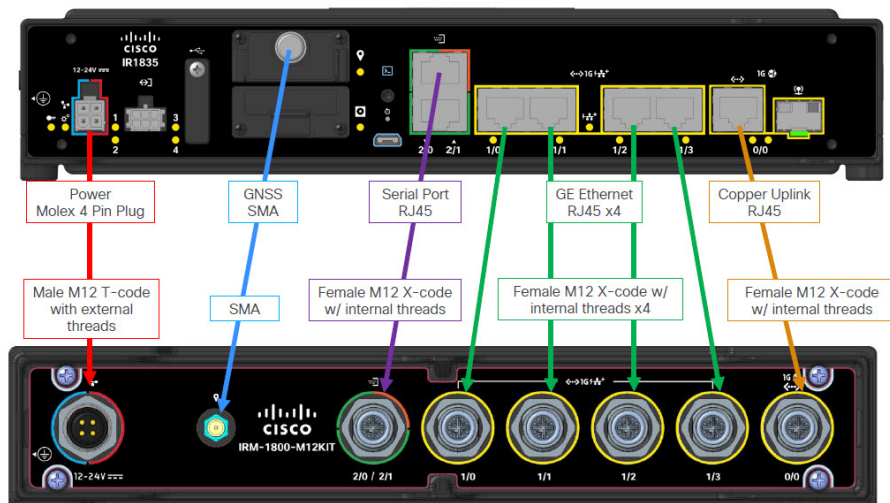 CISCO
IR1835
12-24V
1G
1G
1
3
2
4
2/0
2/1
1/0
1/1
1/2
1/3
0/0
Power
Molex 4 Pin Plug
GNSS
SMA
Serial Port
RJ45
GE Ethernet
RJ45 x4
Copper Uplink
RJ45
Male M12 T-code
with external
threads
SMA
Female M12 X-code
w/ internal threads
Female M12 X-code w/
internal threads x4
Female M12 X-code
w/ internal threads
1G
1G
CISCO
IRM-1800-M12KIT
12-24V
2/0 / 2/1
1/0
1/1
1/2
1/3
0/0